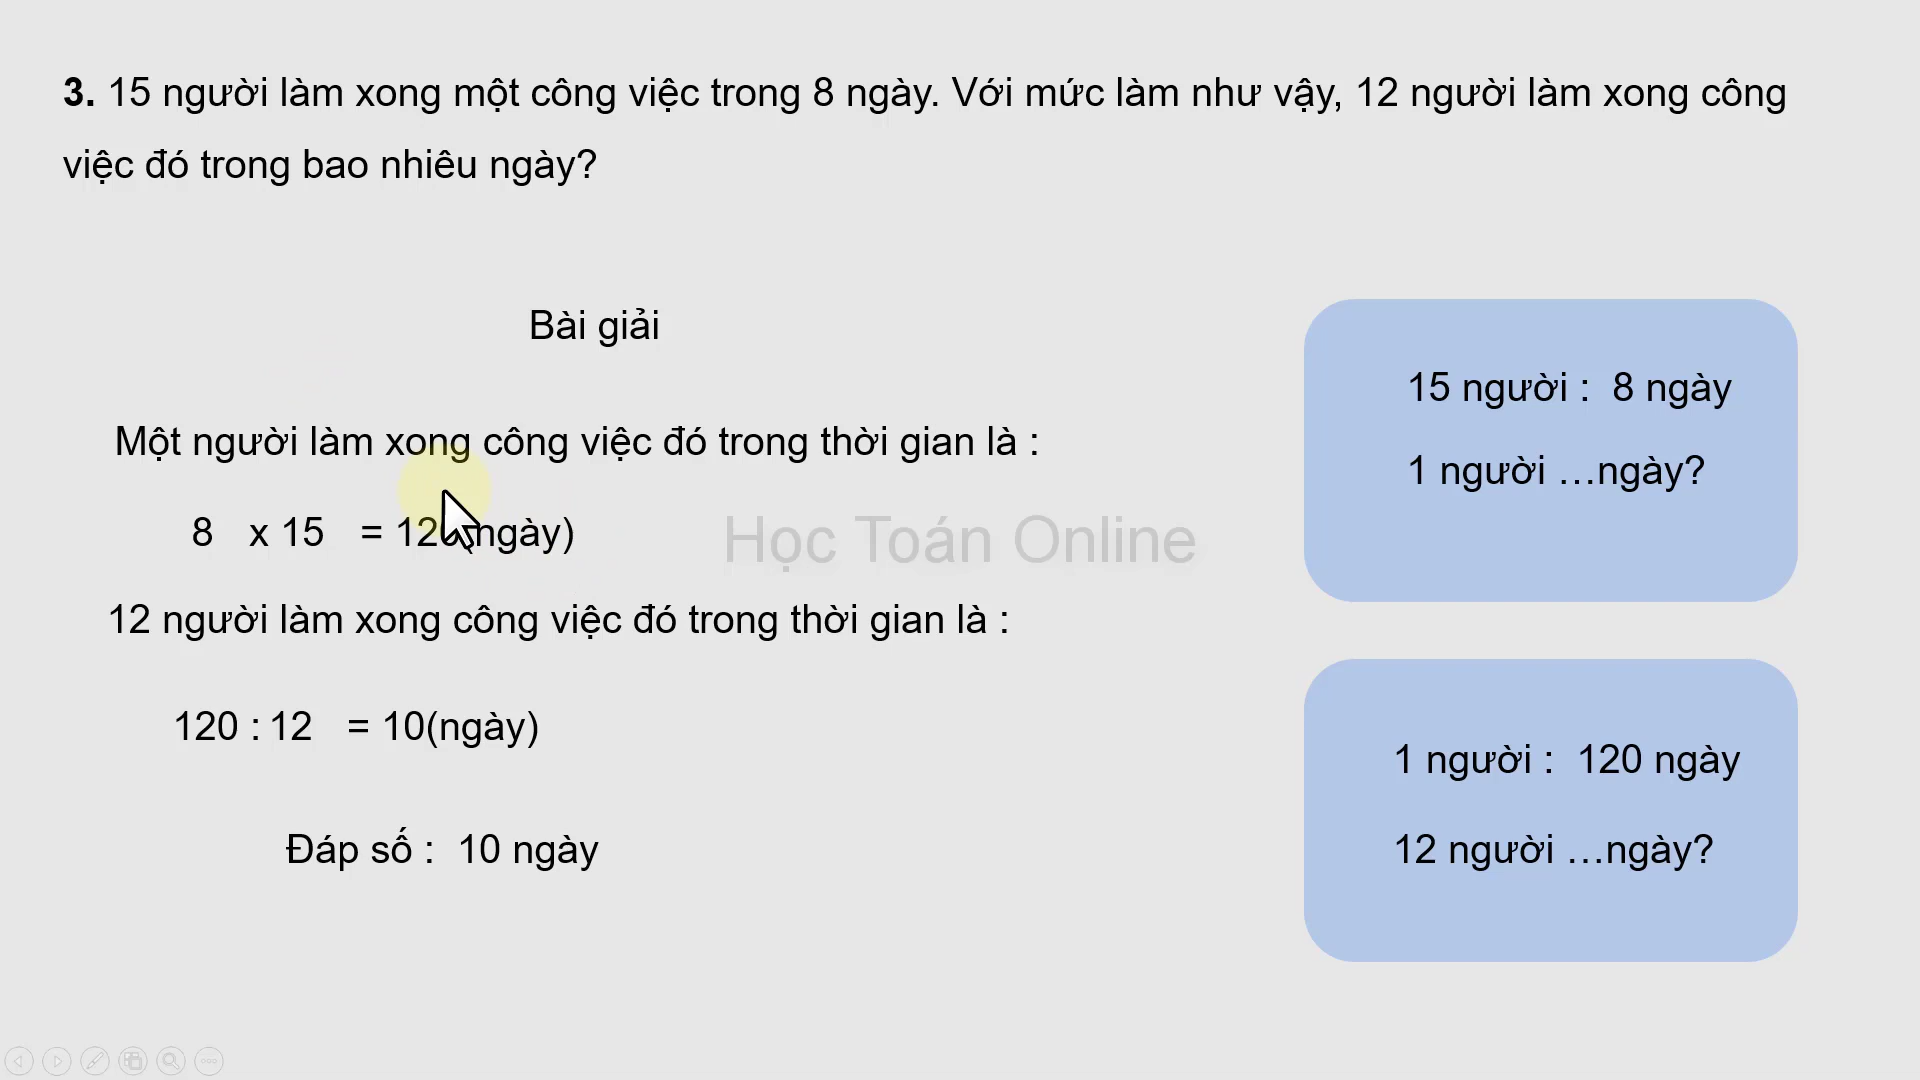 3. 15 người làm xong một công việc trong 8 ngày. Với mức làm như vậy, 12 người làm xong công
việc đó trong bao nhiêu ngày?
Bài giải
Một người làm xong công việc đó trong thời gian là :
8 x 15 = 120(ngày)
12 người làm xong công việc đó trong thời gian là :
120 : 12 = 10(ngày)
Đáp số : 10 ngày
Học Toán Online
15 người : 8 ngày
1 người ...ngày?
1 người : 120 ngày
12 người ...ngày?